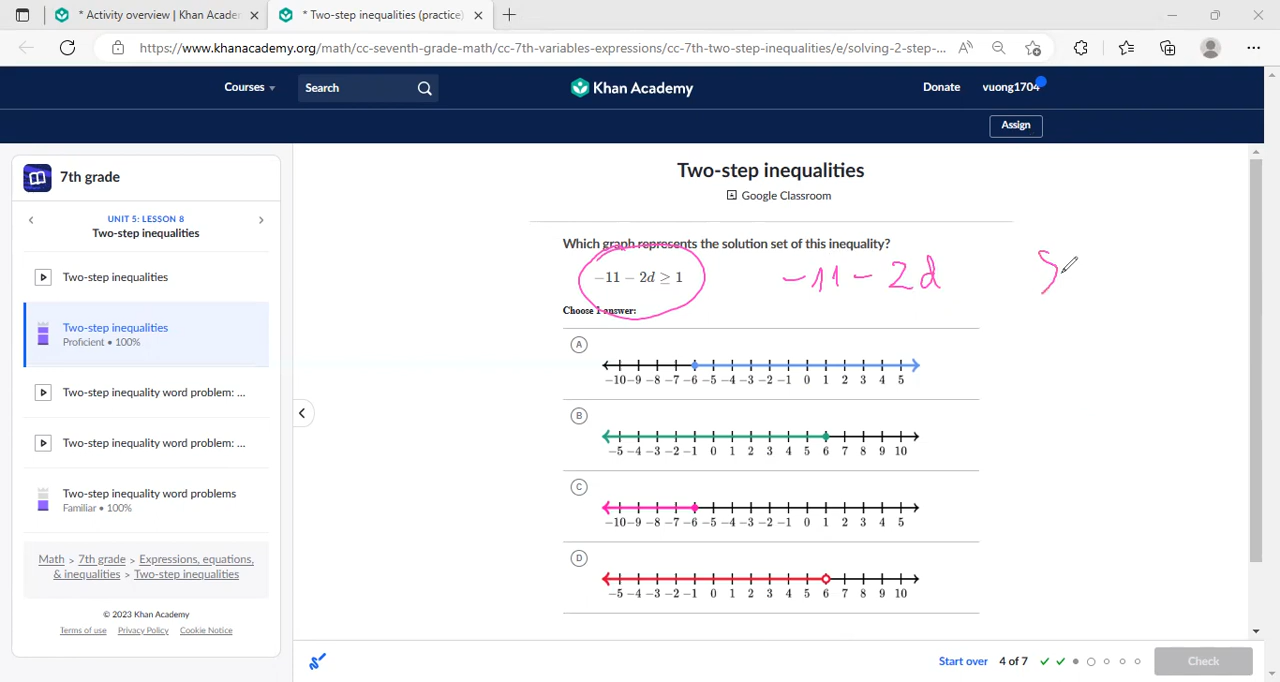 * Activity overview | Khan Acader
* Two-step inequalities (practice)
https://www.khanacademy.org/math/cc-seventh-grade-math/cc-7th-variables-expressions/cc-7th-two-step-inequalities/e/solving-2-step-...
Courses
Search
Khan Academy
Donate
vuong1704
Assign
7th grade
UNIT 5: LESSON 8
Two-step inequalities
Two-step inequalities
Two-step inequalities
Proficient • 100%
Two-step inequality word problem: ...
Two-step inequality word problem: ...
Two-step inequality word problems
Familiar • 100%
Math > 7th grade > Expressions, equations,
& inequalities > Two-step inequalities
© 2023 Khan Academy
Terms of use Privacy Policy Cookie Notice
Two-step inequalities
Google Classroom
Which graph represents the solution set of this inequality?
−11 − 2d ≥ 1
−11 − 2d >
Choose 1 answer:
A
−10 −9 −8 −7 −6 −5 −4 −3 −2 −1 0 1 2 3 4 5
B
−5 −4 −3 −2 −1 0 1 2 3 4 5 6 7 8 9 10
C
−10 −9 −8 −7 −6 −5 −4 −3 −2 −1 0 1 2 3 4 5
D
−5 −4 −3 −2 −1 0 1 2 3 4 5 6 7 8 9 10
Start over 4 of 7 Check